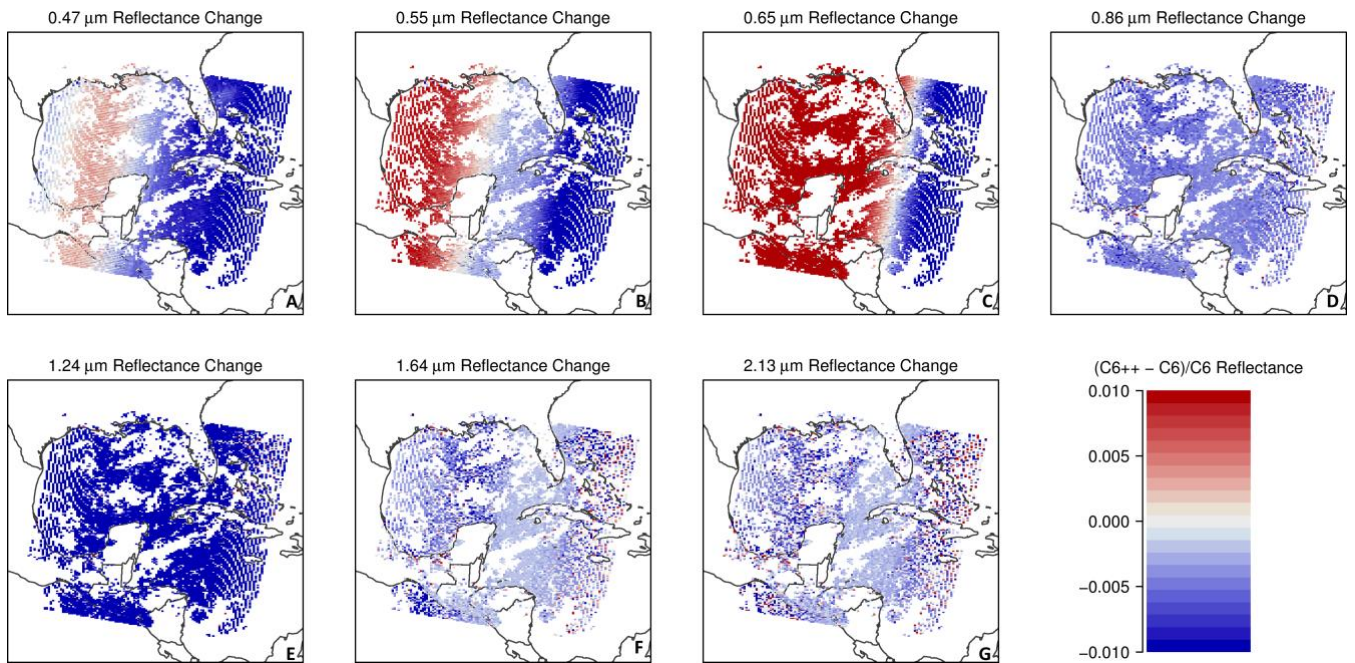 0.47 μm Reflectance Change
0.55 μm Reflectance Change
0.65 μm Reflectance Change
0.86 μm Reflectance Change
A
B
C
D
1.24 μm Reflectance Change
1.64 μm Reflectance Change
2.13 μm Reflectance Change
(C6++ − C6)/C6 Reflectance
0.010
0.005
0.000
−0.005
−0.010
E
F
G